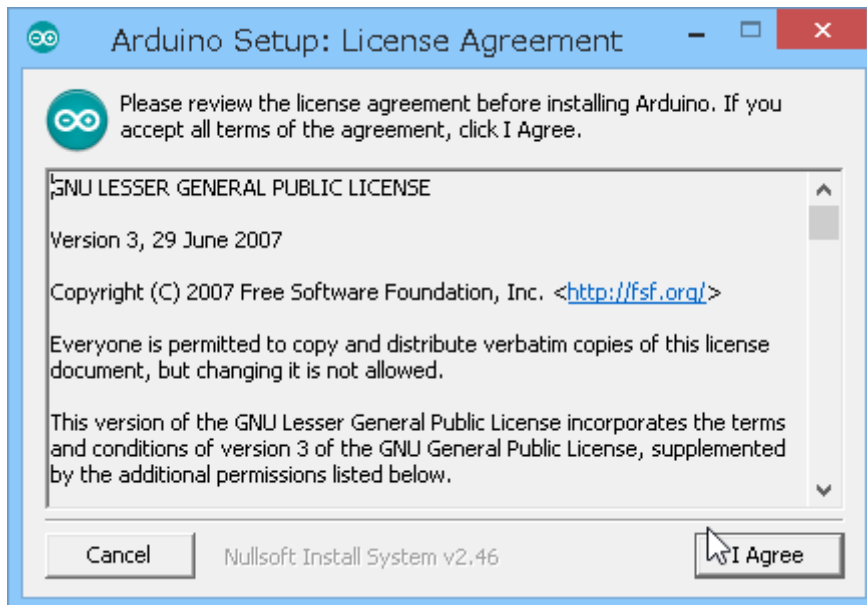 Arduino Setup: License Agreement
Please review the license agreement before installing Arduino. If you
accept all terms of the agreement, click I Agree.
GNU LESSER GENERAL PUBLIC LICENSE
Version 3, 29 June 2007
Copyright (C) 2007 Free Software Foundation, Inc. <http://fsf.org/>
Everyone is permitted to copy and distribute verbatim copies of this license
document, but changing it is not allowed.
This version of the GNU Lesser General Public License incorporates the terms
and conditions of version 3 of the GNU General Public License, supplemented
by the additional permissions listed below.
Cancel
Nullsoft Install System v2.46
I Agree